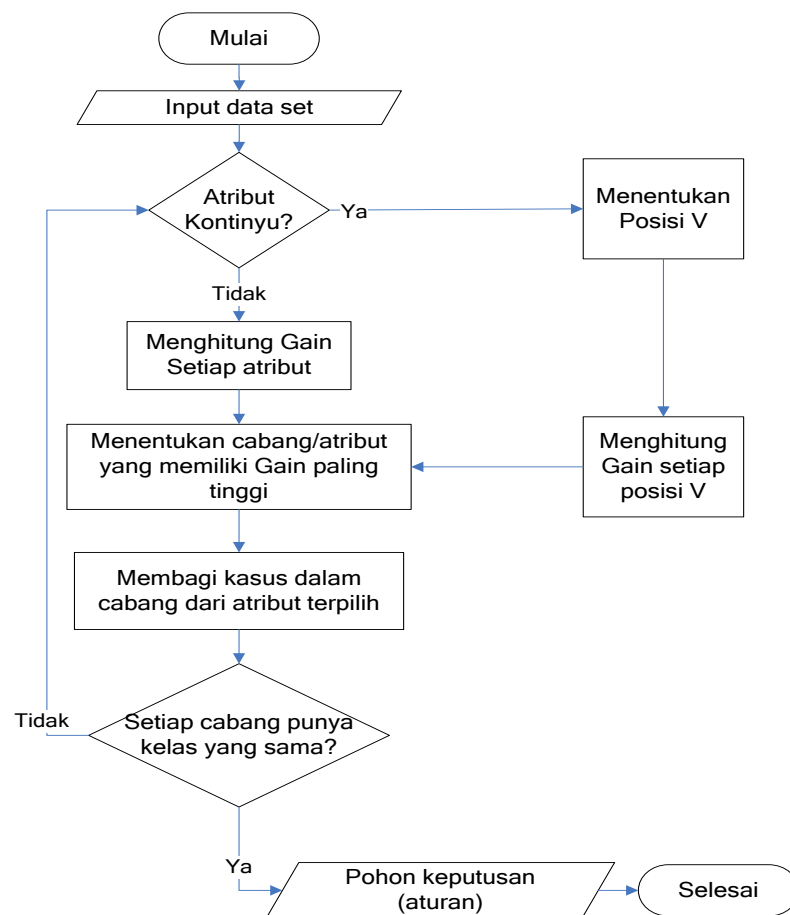 Mulai
Input data set
Atribut
Kontinyu?
Ya
Menentukan
Posisi V
Tidak
Menghitung Gain
Setiap atribut
Menentukan cabang/atribut
yang memiliki Gain paling
tinggi
Menghitung
Gain setiap
posisi V
Membagi kasus dalam
cabang dari atribut terpilih
Tidak
Setiap cabang punya
kelas yang sama?
Ya
Pohon keputusan
(aturan)
Selesai